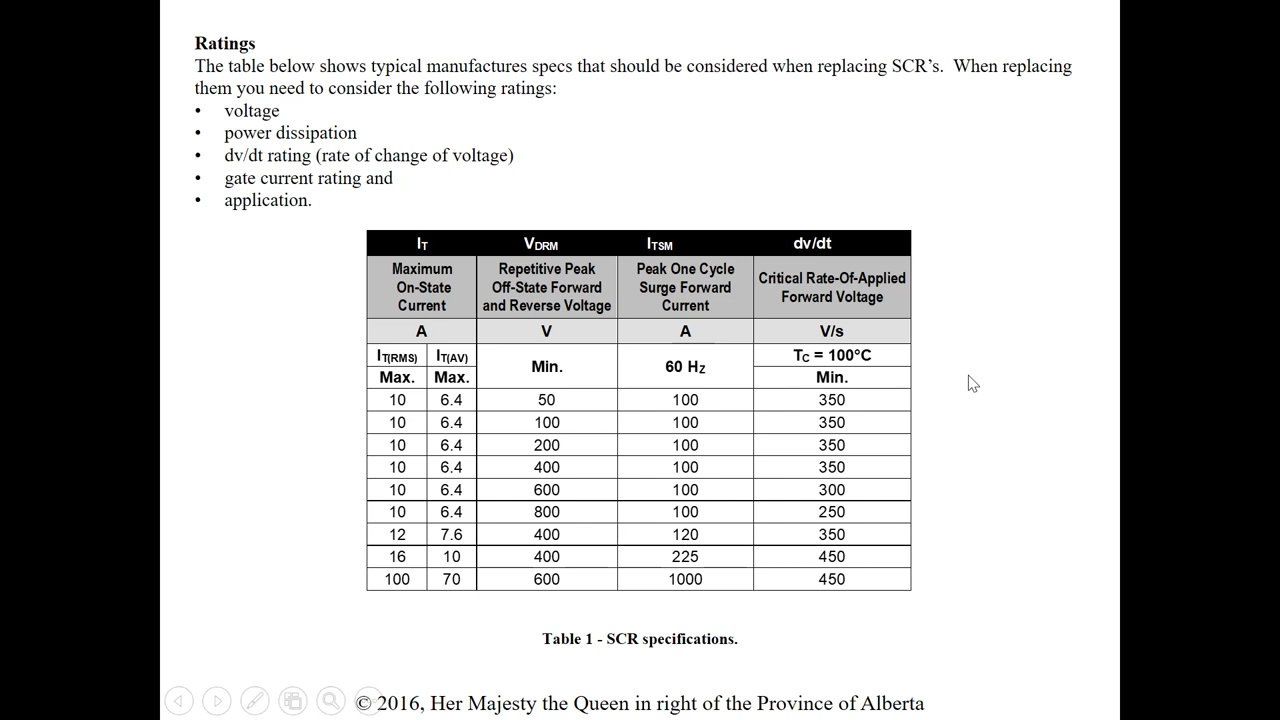 Ratings
The table below shows typical manufactures specs that should be considered when replacing SCR’s. When replacing
them you need to consider the following ratings:
• voltage
• power dissipation
• dv/dt rating (rate of change of voltage)
• gate current rating and
• application.
IT VDRM ITSM dv/dt
Maximum On-State Current Repetitive Peak Off-State Forward and Reverse Voltage Peak One Cycle Surge Forward Current Critical Rate-Of-Applied Forward Voltage
A V A V/s
IT(RMS) IT(AV) Min. 60 HZ TC = 100°C
Max. Max. Min.
10 6.4 50 100 350
10 6.4 100 100 350
10 6.4 200 100 350
10 6.4 400 100 350
10 6.4 600 100 300
10 6.4 800 100 250
12 7.6 400 120 350
16 10 400 225 450
100 70 600 1000 450
Table 1 - SCR specifications.
© 2016, Her Majesty the Queen in right of the Province of Alberta